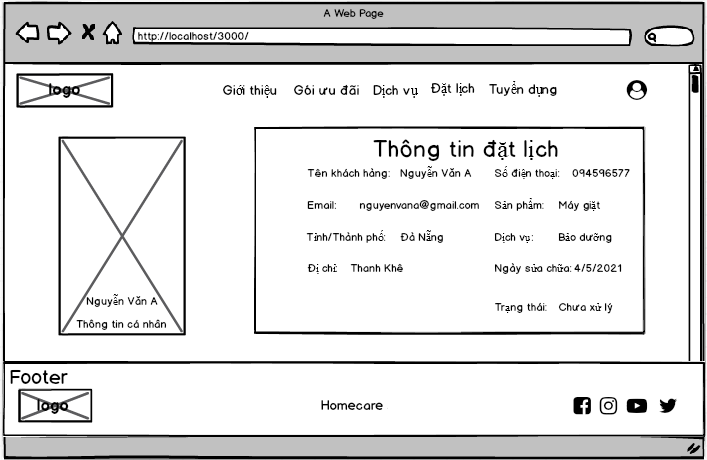 A Web Page
http://localhost/3000/
logo
Giới thiệu Gói ưu đãi Dịch vụ Đặt lịch Tuyển dụng
Thông tin đặt lịch
Tên khách hàng: Nguyễn Văn A Số điện thoại: 094596577
Email: nguyenvana@gmail.com Sản phẩm: Máy giặt
Tỉnh/Thành phố: Đà Nẵng Dịch vụ: Bảo dưỡng
Địa chỉ: Thanh Khê Ngày sửa chữa: 4/5/2021
Trạng thái: Chưa xử lý
Nguyễn Văn A
Thông tin cá nhân
Footer
logo
Homecare